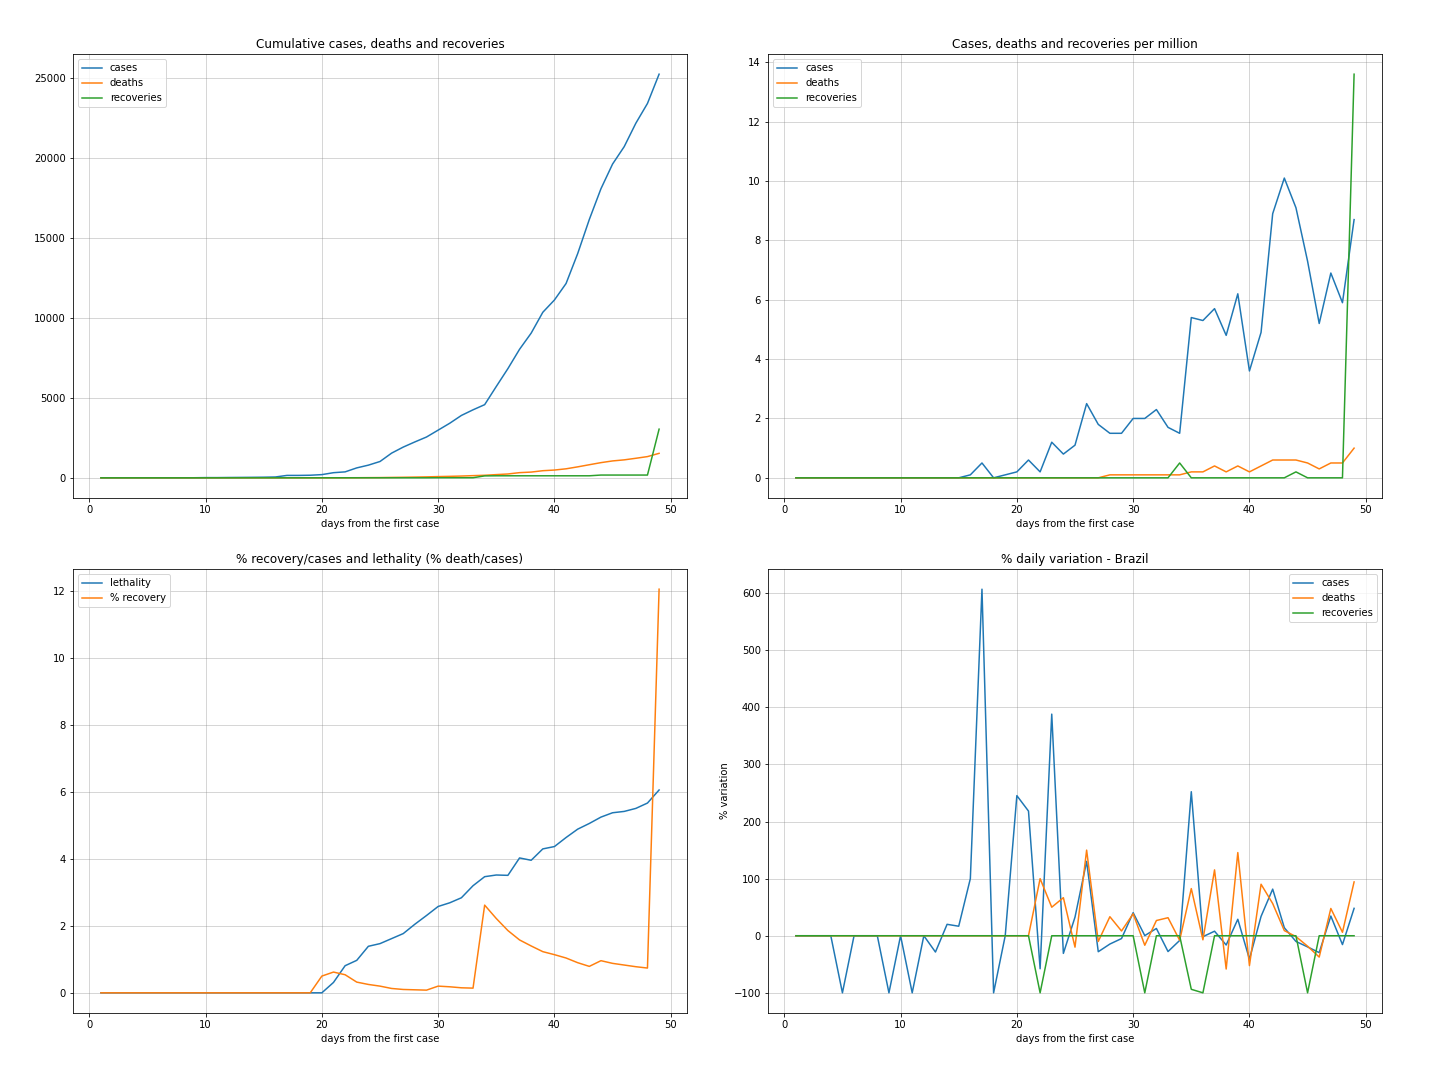 Cumulative cases, deaths and recoveries
cases
deaths
recoveries
25000
20000
15000
10000
5000
0
0 10 20 30 40 50
days from the first case
Cases, deaths and recoveries per million
cases
deaths
recoveries
14
12
10
8
6
4
2
0
0 10 20 30 40 50
days from the first case
% recovery/cases and lethality (% death/cases)
lethality
% recovery
12
10
8
6
4
2
0
0 10 20 30 40 50
days from the first case
% daily variation - Brazil
cases
deaths
recoveries
% variation
600
500
400
300
200
100
0
−100
0 10 20 30 40 50
days from the first case